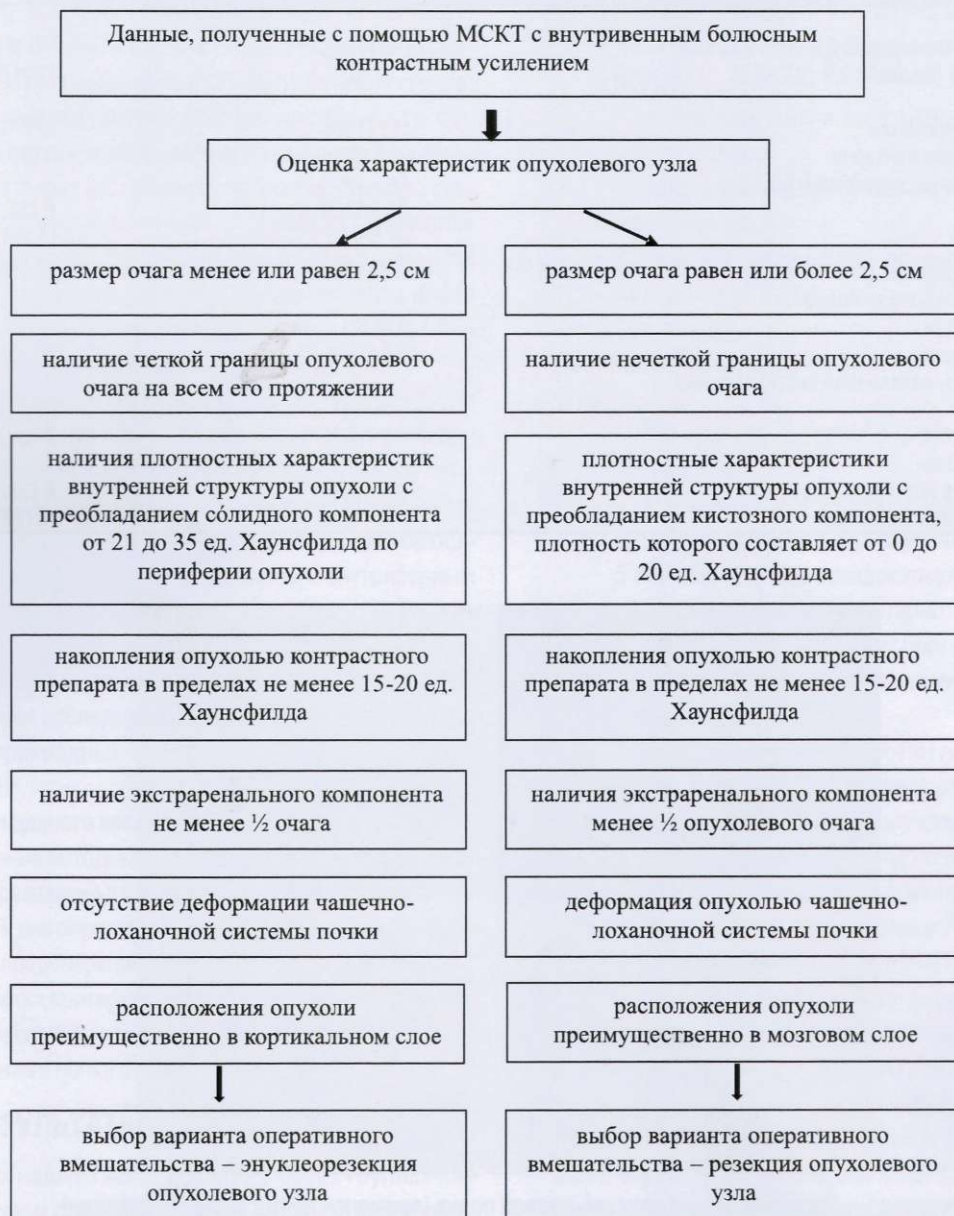 Данные, полученные с помощью МСКТ с внутривенным болюсным
контрастным усилением
Оценка характеристик опухолевого узла
размер очага менее или равен 2,5 см
наличие четкой границы опухолевого
очага на всем его протяжении
наличия плотностных характеристик
внутренней структуры опухоли с
преобладанием со́лидного компонента
от 21 до 35 ед. Хаунсфилда по
периферии опухоли
накопления опухолью контрастного
препарата в пределах не менее 15-20 ед.
Хаунсфилда
наличие экстраренального компонента
не менее ½ очага
отсутствие деформации чашечно-
лоханочной системы почки
расположения опухоли
преимущественно в кортикальном слое
выбор варианта оперативного
вмешательства – энуклеорезекция
опухолевого узла
размер очага равен или более 2,5 см
наличие нечеткой границы опухолевого
очага
плотностные характеристики
внутренней структуры опухоли с
преобладанием кистозного компонента,
плотность которого составляет от 0 до
20 ед. Хаунсфилда
накопления опухолью контрастного
препарата в пределах не менее 15-20 ед.
Хаунсфилда
наличия экстраренального компонента
менее ½ опухолевого очага
деформация опухолью чашечно-
лоханочной системы почки
расположения опухоли
преимущественно в мозговом слое
выбор варианта оперативного
вмешательства – резекция опухолевого
узла